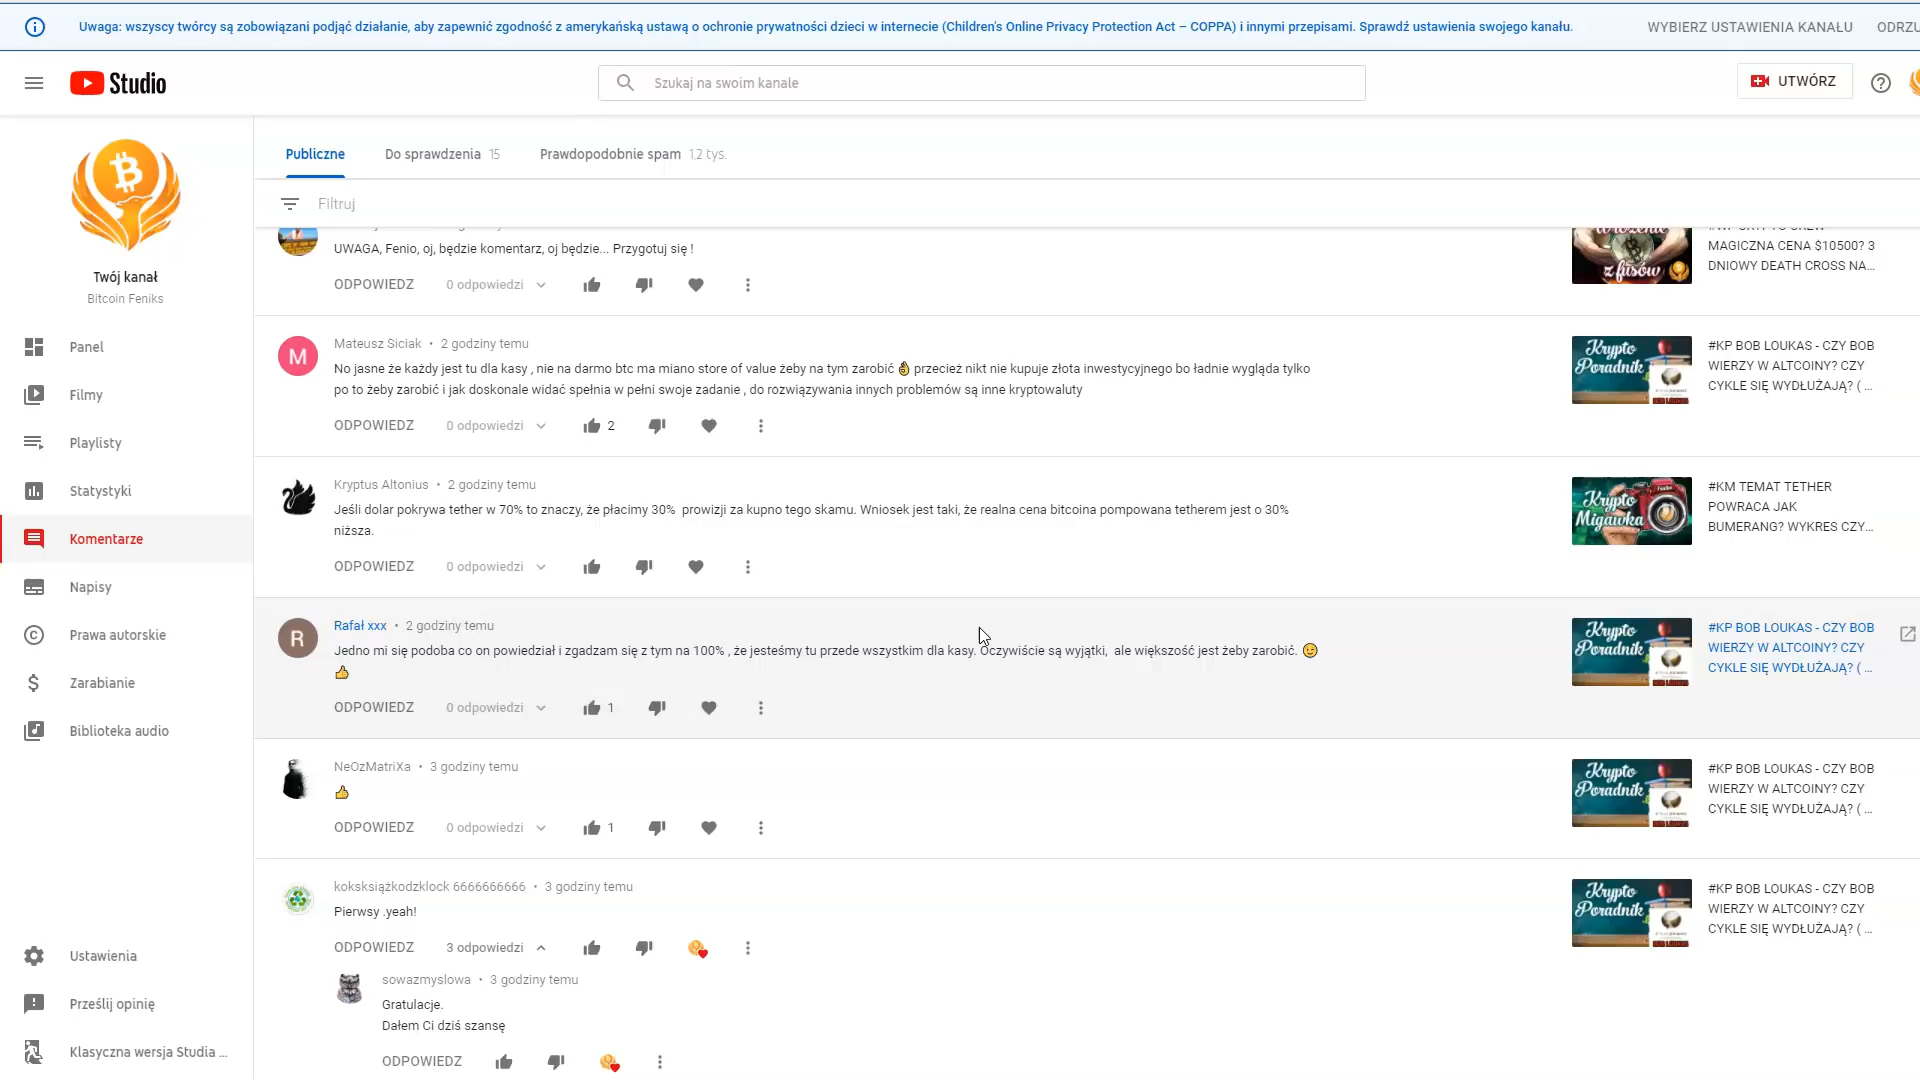 Uwaga: wszyscy twórcy są zobowiązani podjąć działanie, aby zapewnić zgodność z amerykańską ustawą o ochronie prywatności dzieci w internecie (Children's Online Privacy Protection Act – COPPA) i innymi przepisami. Sprawdź ustawienia swojego kanału.
WYBIERZ USTAWIENIA KANAŁU
ODRZU
Studio
Szukaj na swoim kanale
UTWÓRZ
Twój kanał
Bitcoin Feniks
Panel
Filmy
Playlisty
Statystyki
Komentarze
Napisy
Prawa autorskie
Zarabianie
Biblioteka audio
Ustawienia
Prześlij opinię
Klasyczna wersja Studia ...
Publiczne
Do sprawdzenia 15
Prawdopodobnie spam 1,2 tys.
Filtruj
UWAGA, Fenio, oj, będzie komentarz, oj będzie... Przygotuj się !
ODPOWIEDZ 0 odpowiedzi
z fusów
MAGICZNA CENA $10500? 3
DNIOWY DEATH CROSS NA...
Mateusz Siciak • 2 godziny temu
No jasne że każdy jest tu dla kasy , nie na darmo btc ma miano store of value żeby na tym zarobić 👌 przecież nikt nie kupuje złota inwestycyjnego bo ładnie wygląda tylko
po to żeby zarobić i jak doskonale widać spełnia w pełni swoje zadanie , do rozwiązywania innych problemów są inne kryptowaluty
ODPOWIEDZ 0 odpowiedzi 2
Krypto
Poradnik
#KP BOB LOUKAS - CZY BOB
WIERZY W ALTCOINY? CZY
CYKLE SIĘ WYDŁUŻAJĄ? ( ...
Kryptus Altonius • 2 godziny temu
Jeśli dolar pokrywa tether w 70% to znaczy, że płacimy 30% prowizji za kupno tego skamu. Wniosek jest taki, że realna cena bitcoina pompowana tetherem jest o 30%
niższa.
ODPOWIEDZ 0 odpowiedzi
Krypto
Migawka
#KM TEMAT TETHER
POWRACA JAK
BUMERANG? WYKRES CZY...
Rafał xxx • 2 godziny temu
Jedno mi się podoba co on powiedział i zgadzam się z tym na 100% , że jesteśmy tu przede wszystkim dla kasy. Oczywiście są wyjątki, ale większość jest żeby zarobić. 😉
👍
ODPOWIEDZ 0 odpowiedzi 1
Krypto
Poradnik
#KP BOB LOUKAS - CZY BOB
WIERZY W ALTCOINY? CZY
CYKLE SIĘ WYDŁUŻAJĄ? ( ...
NeOzMatriXa • 3 godziny temu
👍
ODPOWIEDZ 0 odpowiedzi 1
Krypto
Poradnik
#KP BOB LOUKAS - CZY BOB
WIERZY W ALTCOINY? CZY
CYKLE SIĘ WYDŁUŻAJĄ? ( ...
koksksiążkodzklock 6666666666 • 3 godziny temu
Pierwsy .yeah!
ODPOWIEDZ 3 odpowiedzi
Krypto
Poradnik
#KP BOB LOUKAS - CZY BOB
WIERZY W ALTCOINY? CZY
CYKLE SIĘ WYDŁUŻAJĄ? ( ...
sowazmyslowa • 3 godziny temu
Gratulacje.
Dałem Ci dziś szansę
ODPOWIEDZ